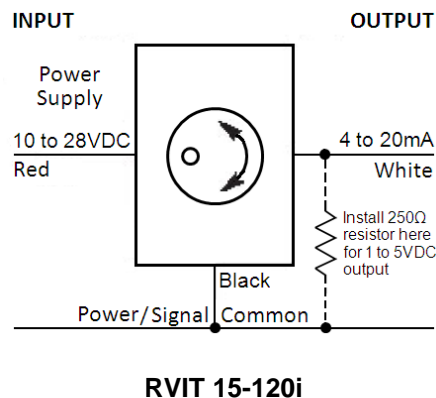 INPUT
OUTPUT
Power
Supply
10 to 28VDC
Red
4 to 20mA
White
Install 250Ω
resistor here
for 1 to 5VDC
output
Black
Power/Signal Common
RVIT 15-120i